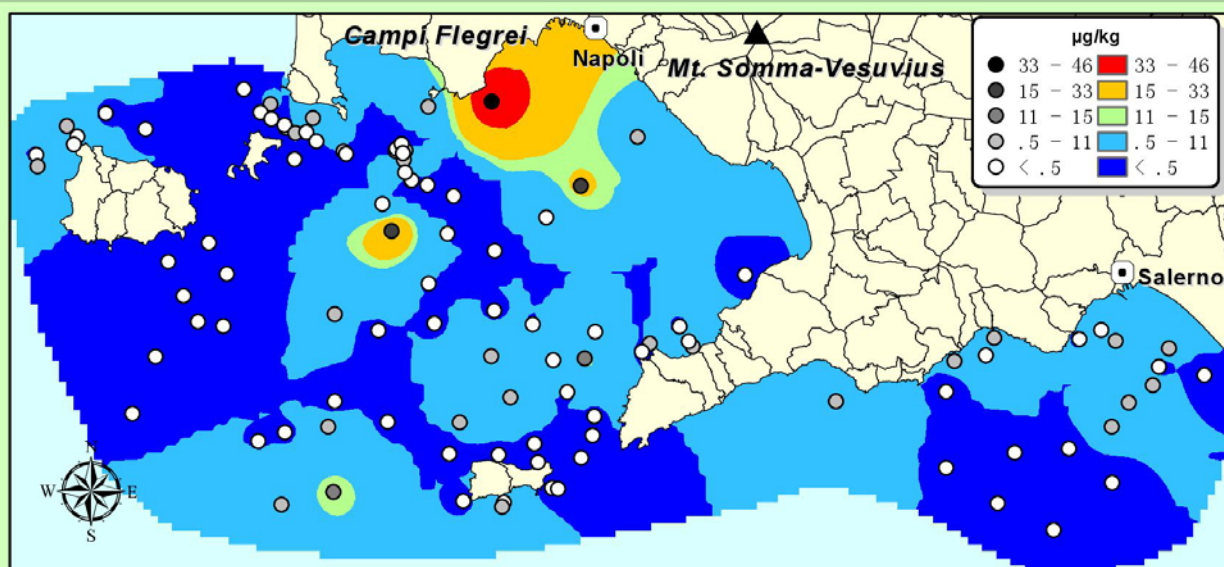 Campi Flegrei
Napoli
Mt. Somma-Vesuvius
µg/kg
33 - 46 33 - 46
15 - 33 15 - 33
11 - 15 11 - 15
.5 - 11 .5 - 11
< .5 < .5
Salerno
N
W E
S